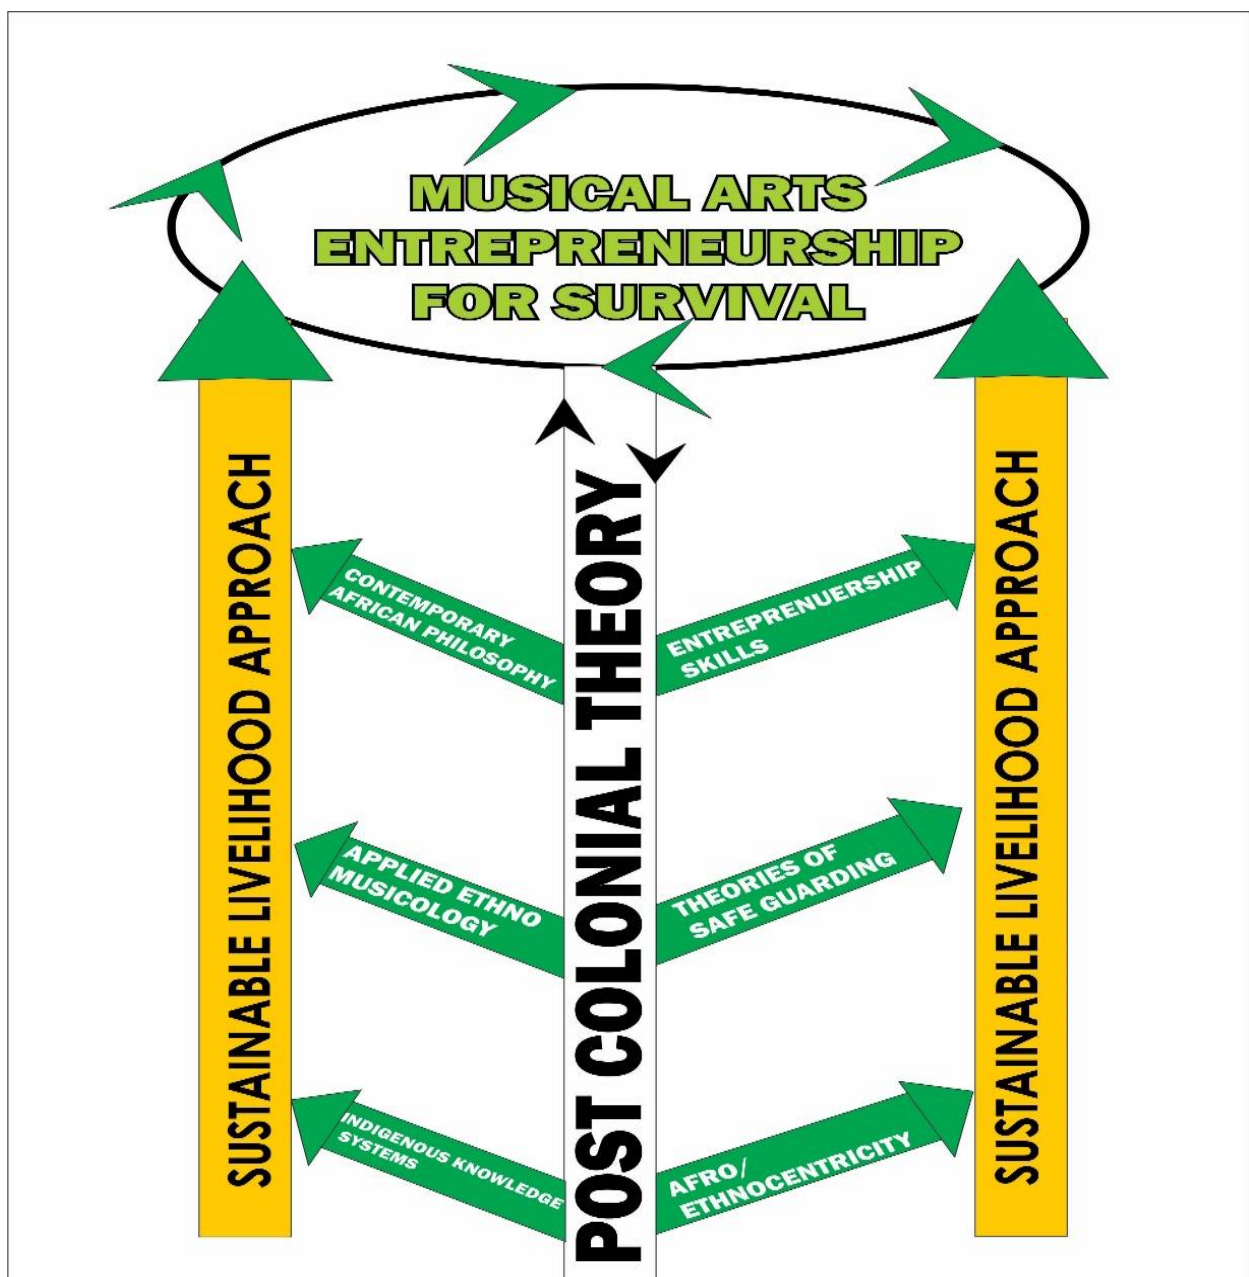 MUSICAL ARTS
ENTREPRENEURSHIP
FOR SURVIVAL
SUSTAINABLE LIVELIHOOD APPROACH
CONTEMPORARY
AFRICAN PHILOSOPHY
APPLIED ETHNO
MUSICOLOGY
INDIGENOUS KNOWLEDGE
SYSTEMS
POST COLONIAL THEORY
ENTREPRENUERSHIP
SKILLS
THEORIES OF
SAFE GUARDING
AFRO/
ETHNOCENTRICITY
SUSTAINABLE LIVELIHOOD APPROACH